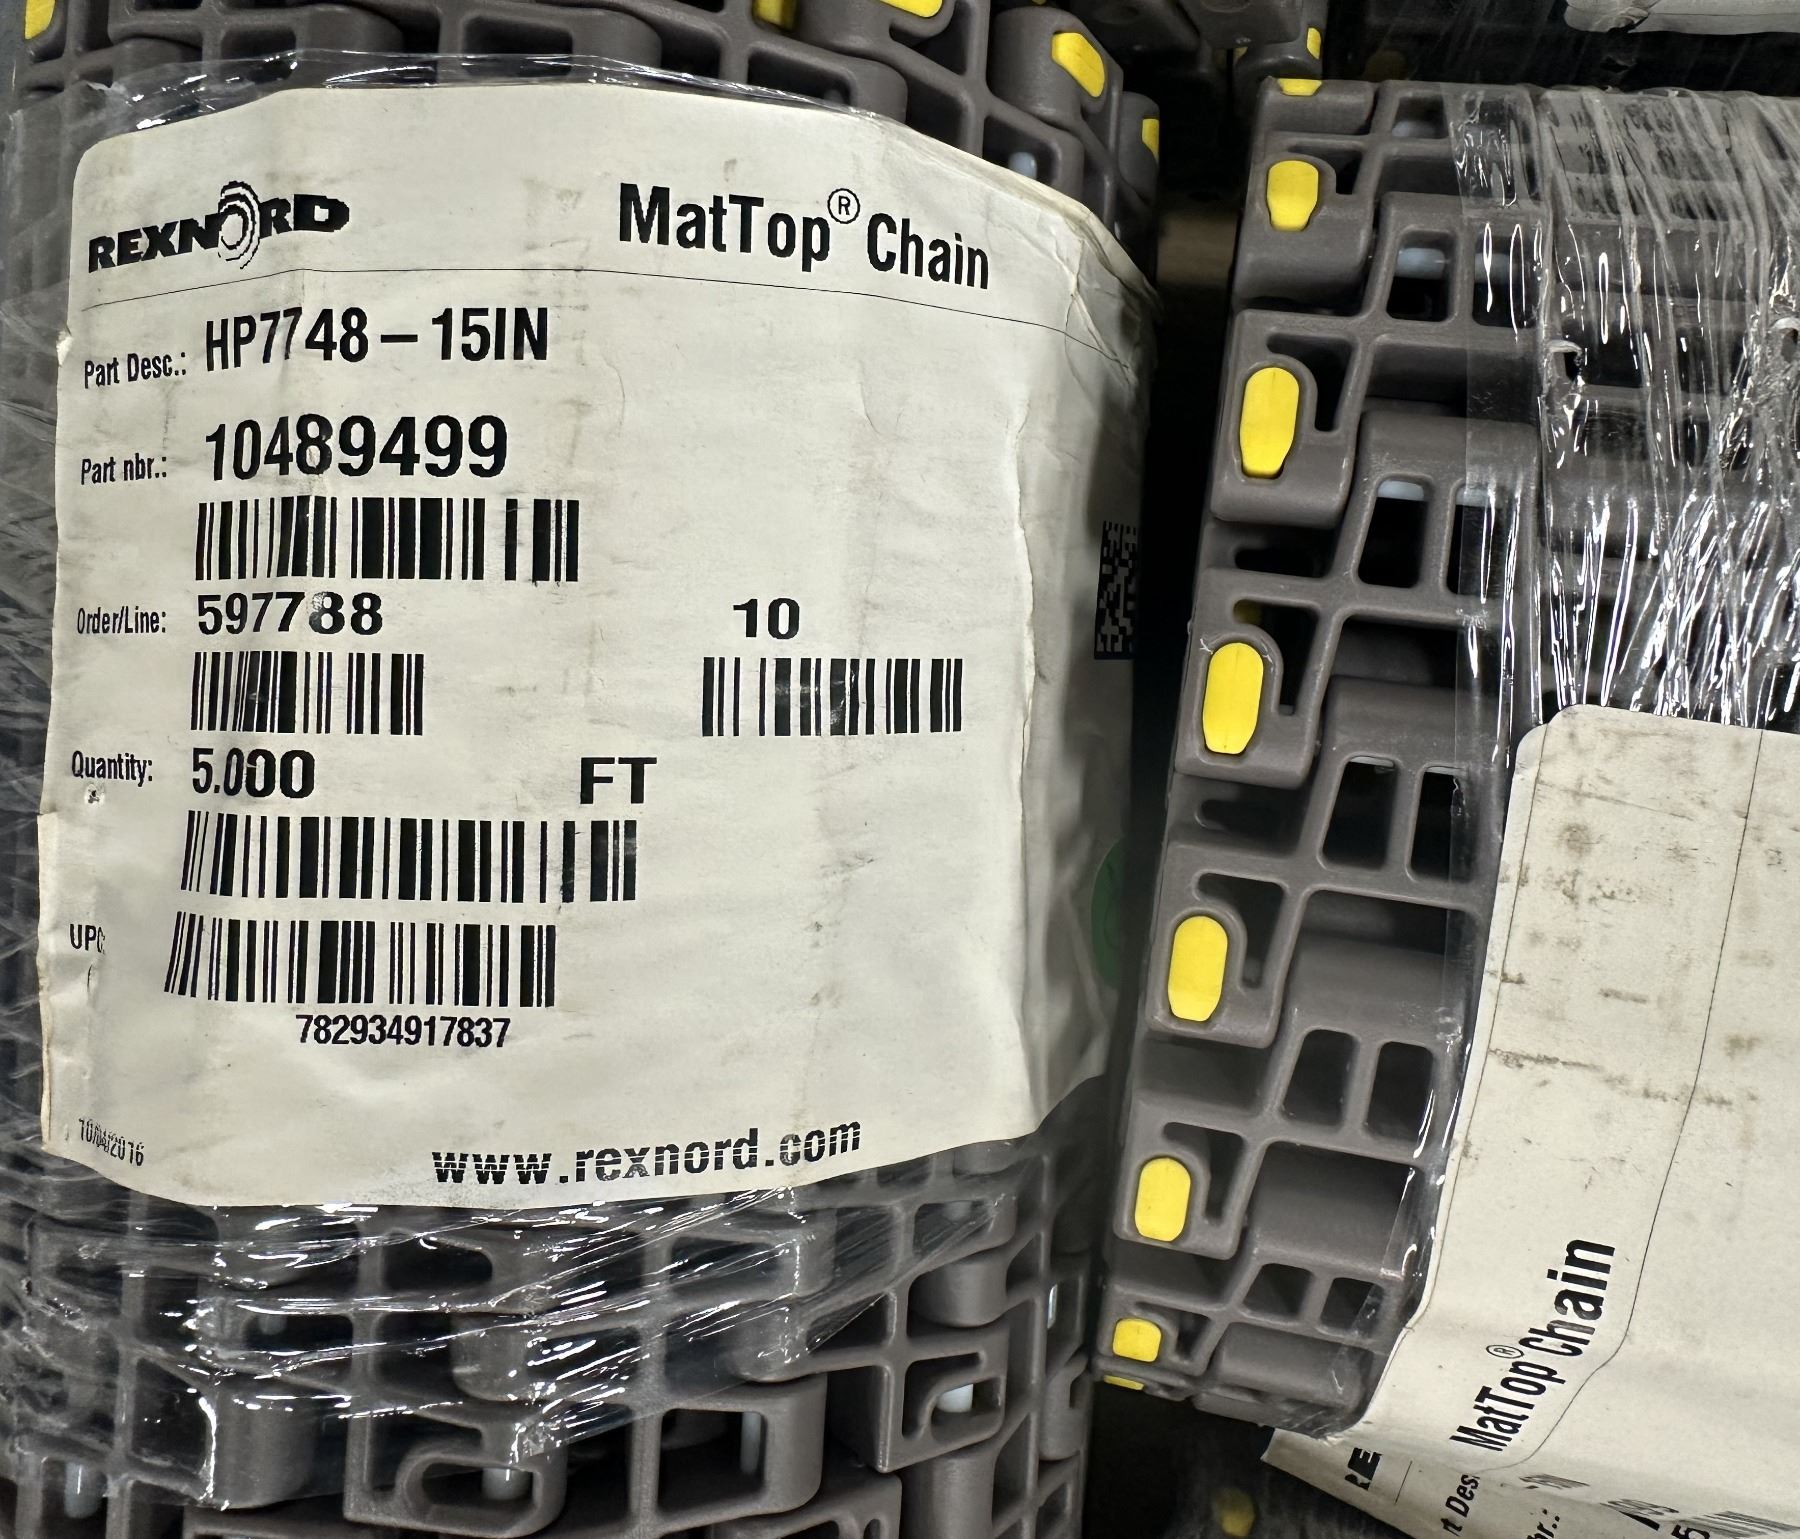 REXNORD
MatTop® Chain
Part Desc.: HP7748-15IN
Part nbr.: 10489499
Order/Line: 597788 10
Quantity: 5.000 FT
UPC
782934917837
www.rexnord.com
MatTop® Chain